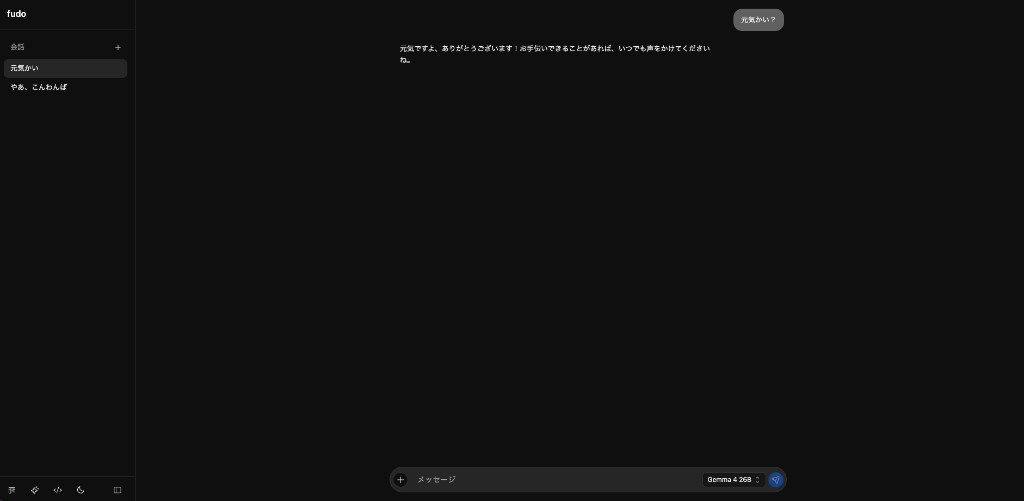 fudo
会話
元気かい
やあ、こんわんぱ
元気かい？
元気ですよ、ありがとうございます！お手伝いできることがあれば、いつでも声をかけてください
ね。
メッセージ
Gemma 4 26B